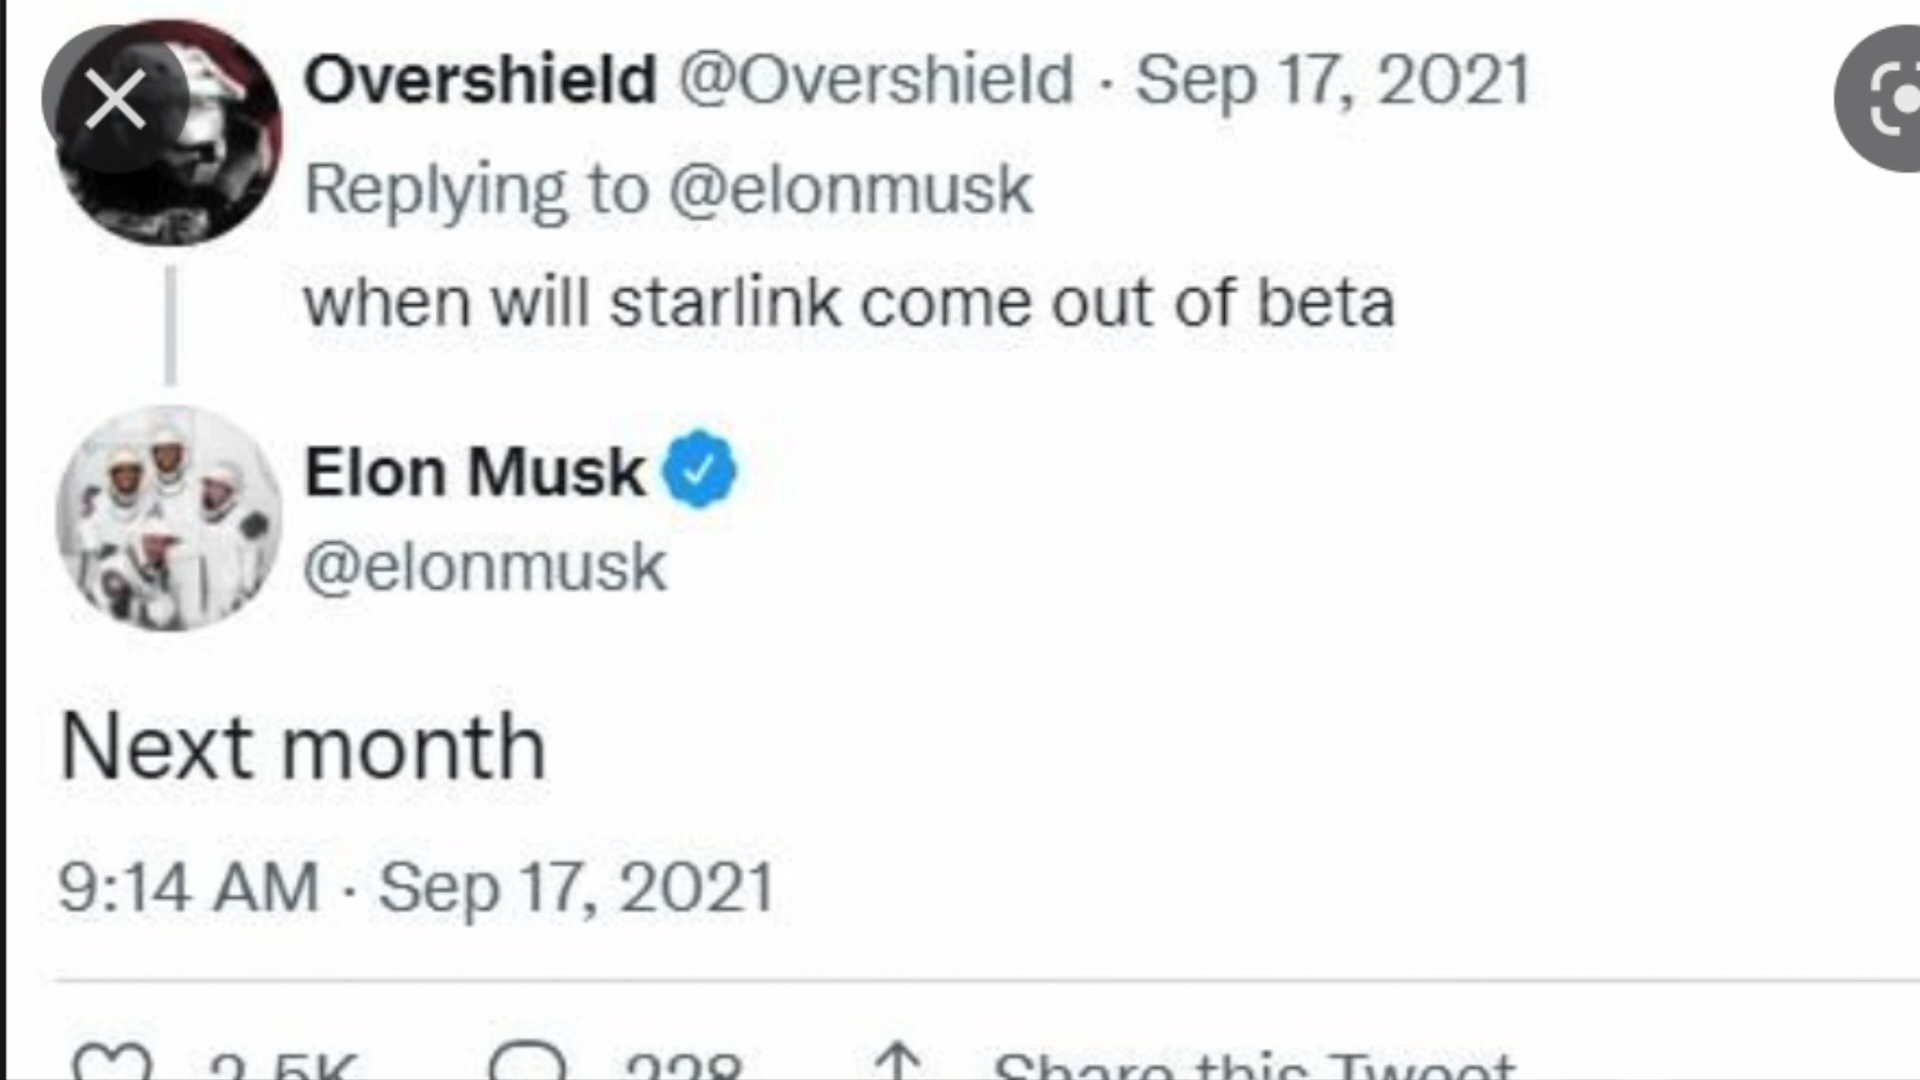 Overshield @Overshield · Sep 17, 2021
Replying to @elonmusk
when will starlink come out of beta
Elon Musk
@elonmusk
Next month
9:14 AM · Sep 17, 2021
2.5K 228 Share this Tweet